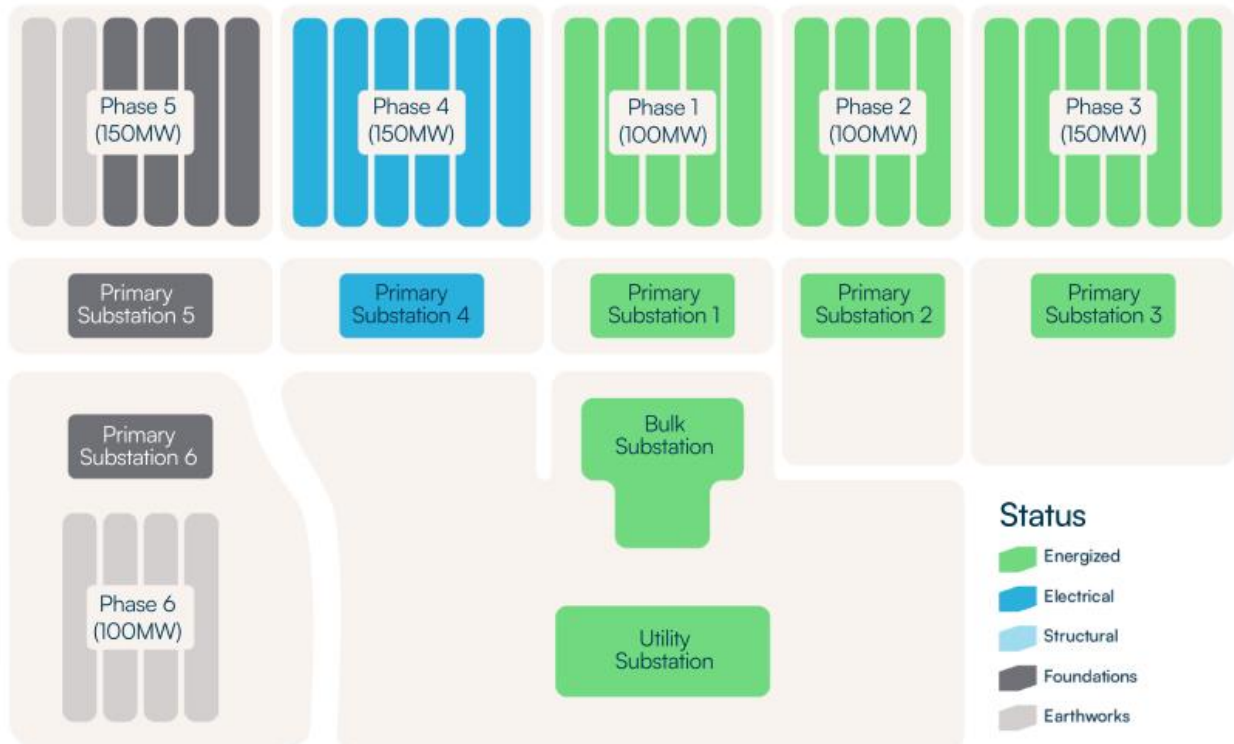 Phase 5
(150MW)
Phase 4
(150MW)
Phase 1
(100MW)
Phase 2
(100MW)
Phase 3
(150MW)
Primary
Substation 5
Primary
Substation 4
Primary
Substation 1
Primary
Substation 2
Primary
Substation 3
Primary
Substation 6
Bulk
Substation
Phase 6
(100MW)
Utility
Substation
Status
Energized
Electrical
Structural
Foundations
Earthworks